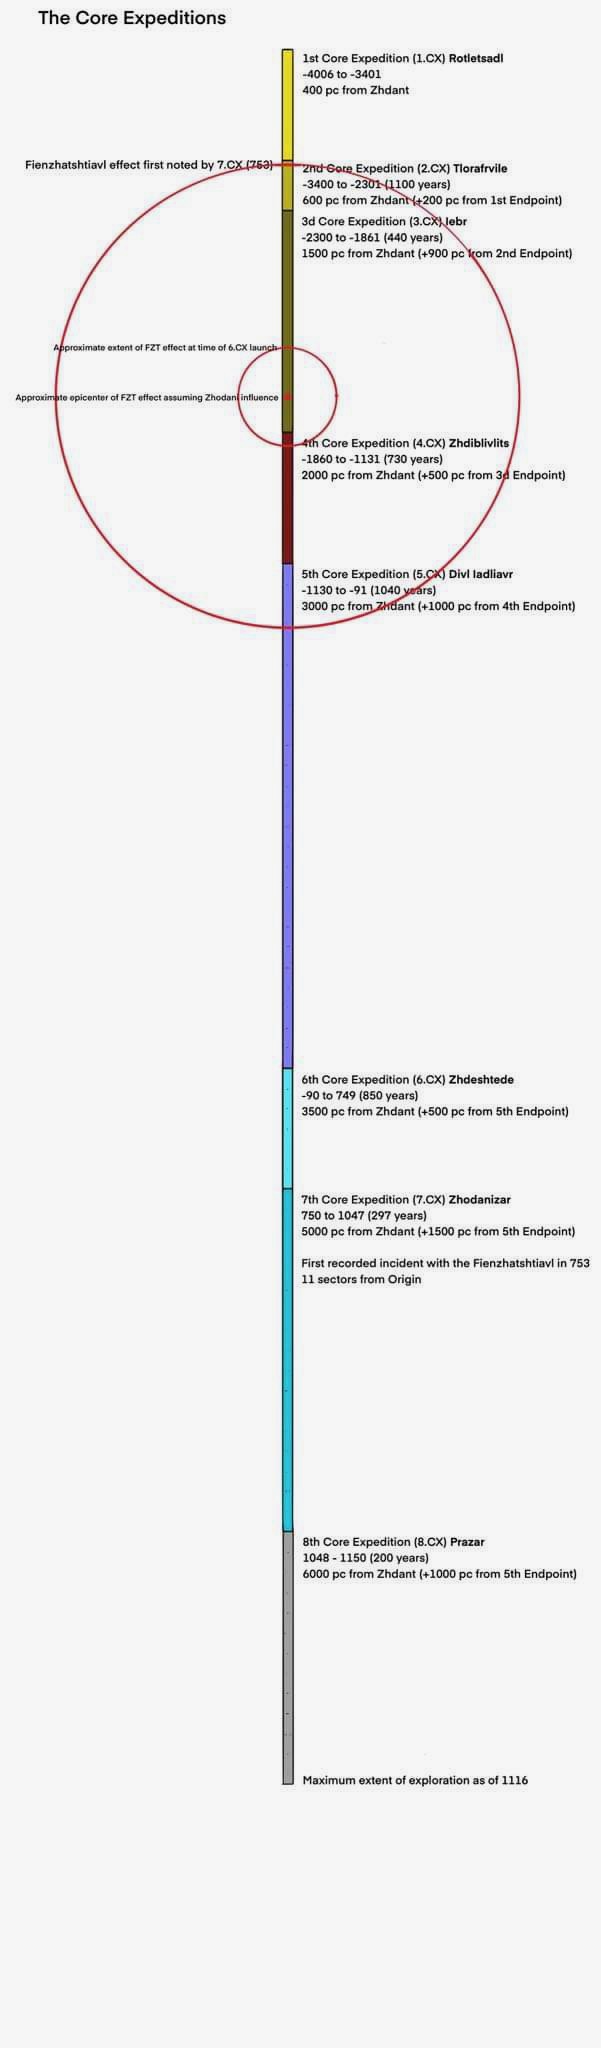 The Core Expeditions
1st Core Expedition (1.CX) Rotletsadl
-4006 to -3401
400 pc from Zhdant
Fienzhatshtiavl effect first noted by 7.CX (753)
2nd Core Expedition (2.CX) Tlorafrvile
-3400 to -2301 (1100 years)
600 pc from Zhdant (+200 pc from 1st Endpoint)
3d Core Expedition (3.CX) Iebr
-2300 to -1861 (440 years)
1500 pc from Zhdant (+900 pc from 2nd Endpoint)
Approximate extent of FZT effect at time of 6.CX launch
Approximate epicenter of FZT effect assuming Zhodani influence
4th Core Expedition (4.CX) Zhdiblivlits
-1860 to -1131 (730 years)
2000 pc from Zhdant (+500 pc from 3d Endpoint)
5th Core Expedition (5.CX) Divl Iadliavr
-1130 to -91 (1040 years)
3000 pc from Zhdant (+1000 pc from 4th Endpoint)
6th Core Expedition (6.CX) Zhdeshtede
-90 to 749 (850 years)
3500 pc from Zhdant (+500 pc from 5th Endpoint)
7th Core Expedition (7.CX) Zhodanizar
750 to 1047 (297 years)
5000 pc from Zhdant (+1500 pc from 5th Endpoint)
First recorded incident with the Fienzhatshtiavl in 753
11 sectors from Origin
8th Core Expedition (8.CX) Prazar
1048 - 1150 (200 years)
6000 pc from Zhdant (+1000 pc from 5th Endpoint)
Maximum extent of exploration as of 1116